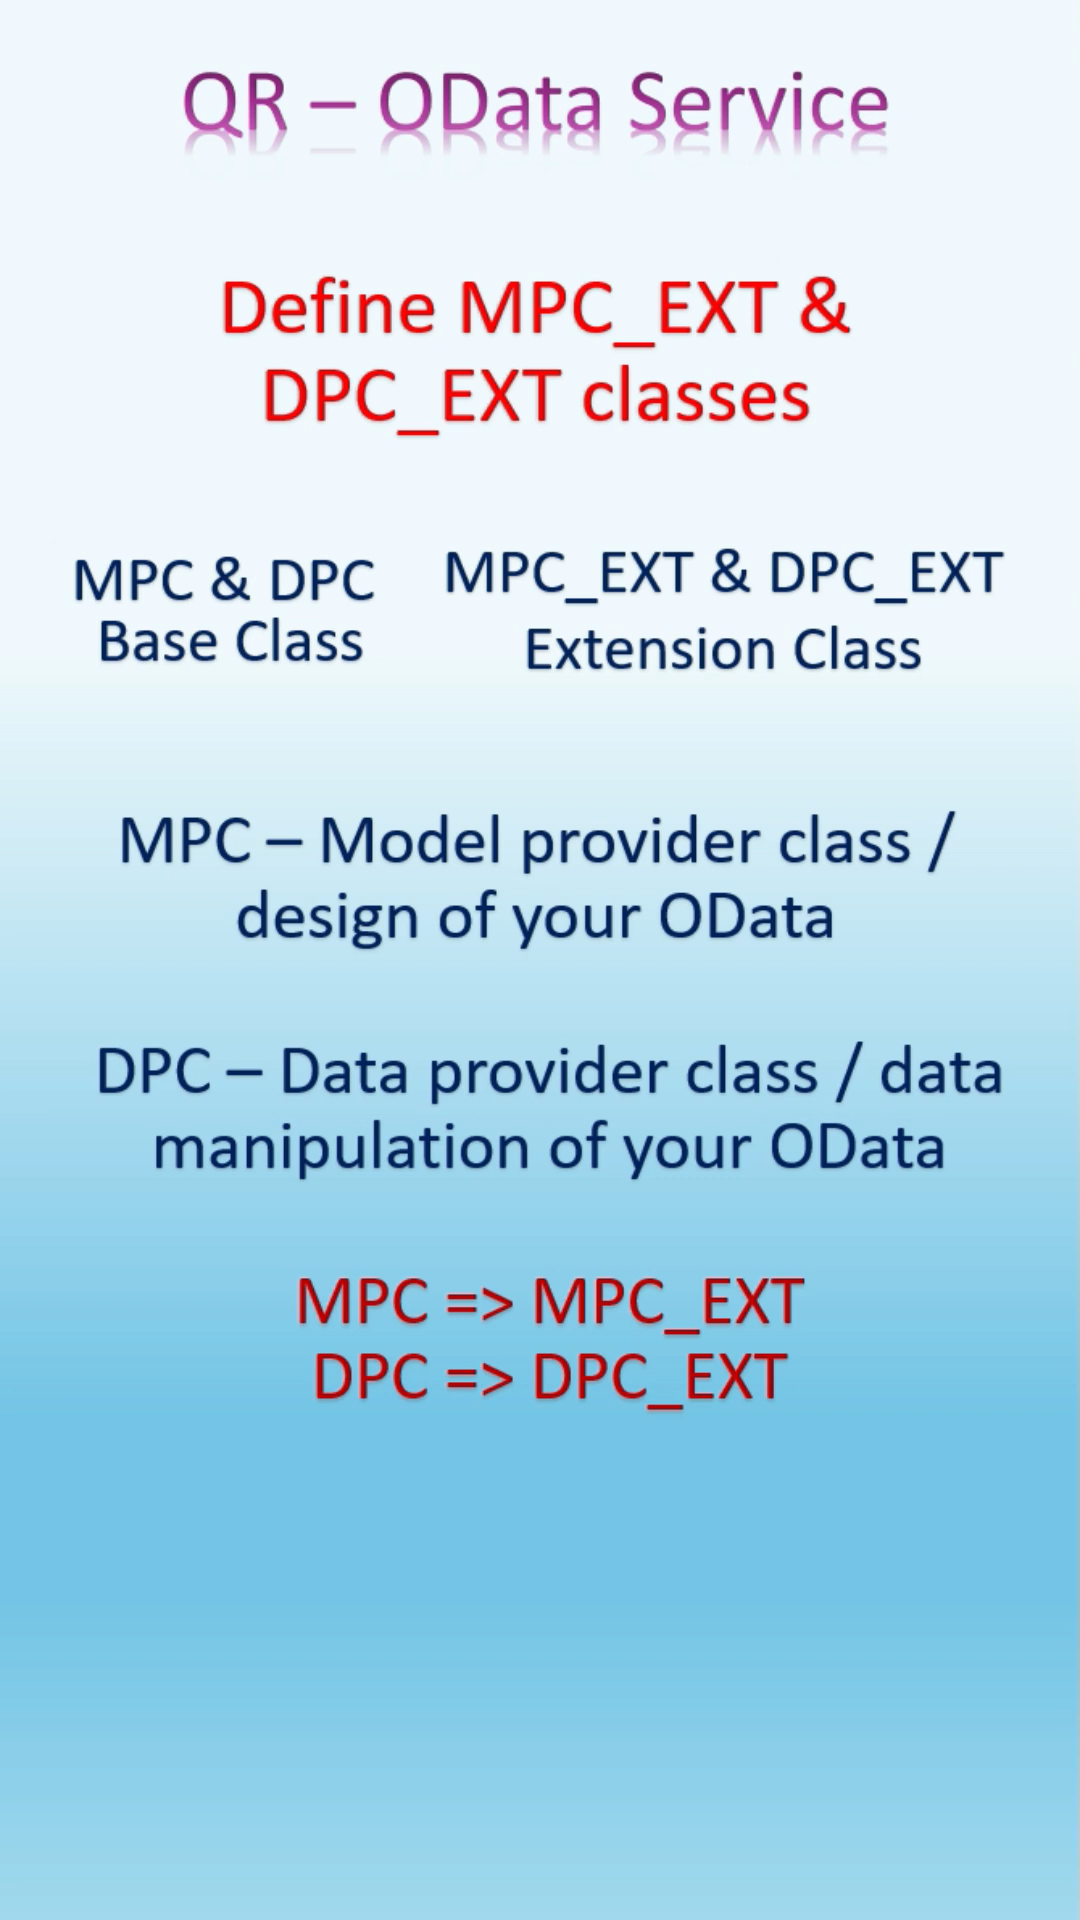 QR – OData Service
Define MPC_EXT &
DPC_EXT classes
MPC & DPC
Base Class
MPC_EXT & DPC_EXT
Extension Class
MPC – Model provider class /
design of your OData
DPC – Data provider class / data
manipulation of your OData
MPC => MPC_EXT
DPC => DPC_EXT